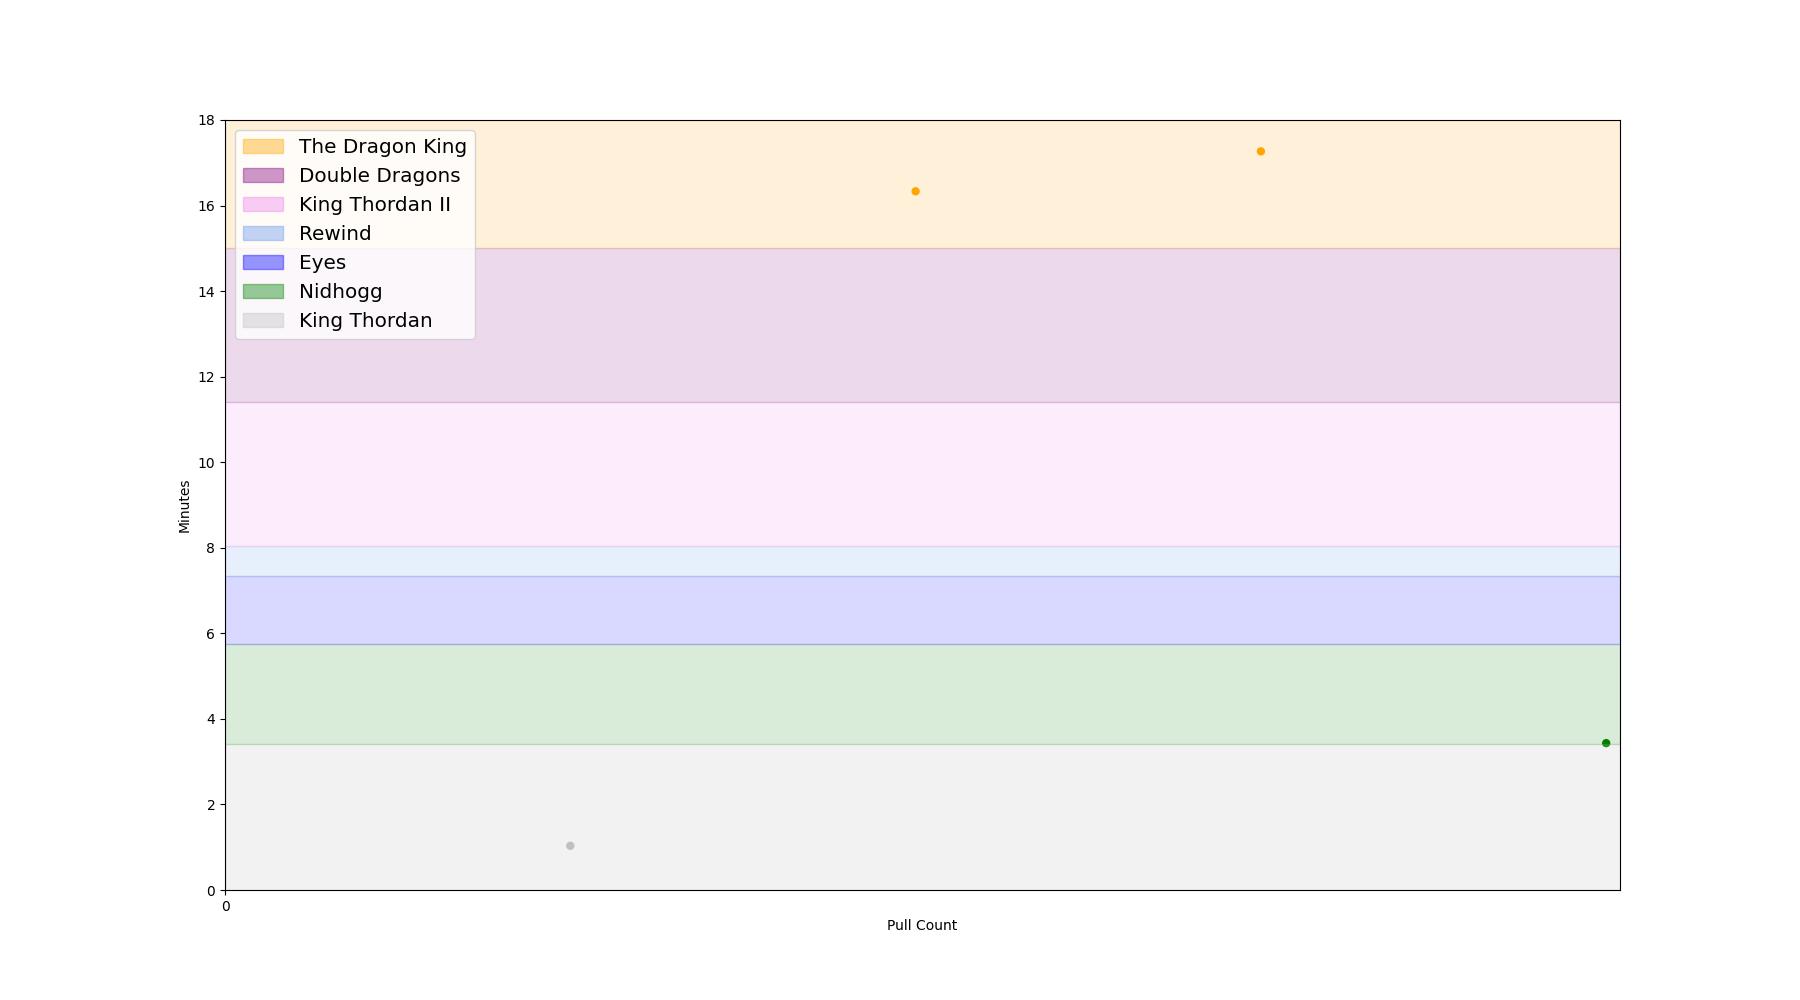 18
16
14
12
10
8
6
4
2
0
Minutes
The Dragon King
Double Dragons
King Thordan II
Rewind
Eyes
Nidhogg
King Thordan
0
Pull Count